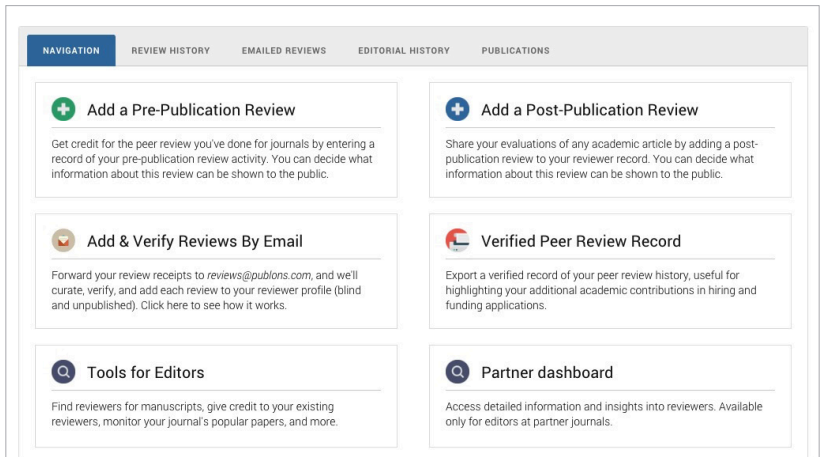 NAVIGATION
REVIEW HISTORY
EMAILED REVIEWS
EDITORIAL HISTORY
PUBLICATIONS
Add a Pre-Publication Review
Get credit for the peer review you've done for journals by entering a
record of your pre-publication review activity. You can decide what
information about this review can be shown to the public.
Add a Post-Publication Review
Share your evaluations of any academic article by adding a post-
publication review to your reviewer record. You can decide what
information about this review can be shown to the public.
Add & Verify Reviews By Email
Forward your review receipts to reviews@publons.com, and we'll
curate, verify, and add each review to your reviewer profile (blind
and unpublished). Click here to see how it works.
Verified Peer Review Record
Export a verified record of your peer review history, useful for
highlighting your additional academic contributions in hiring and
funding applications.
Tools for Editors
Find reviewers for manuscripts, give credit to your existing
reviewers, monitor your journal's popular papers, and more.
Partner dashboard
Access detailed information and insights into reviewers. Available
only for editors at partner journals.